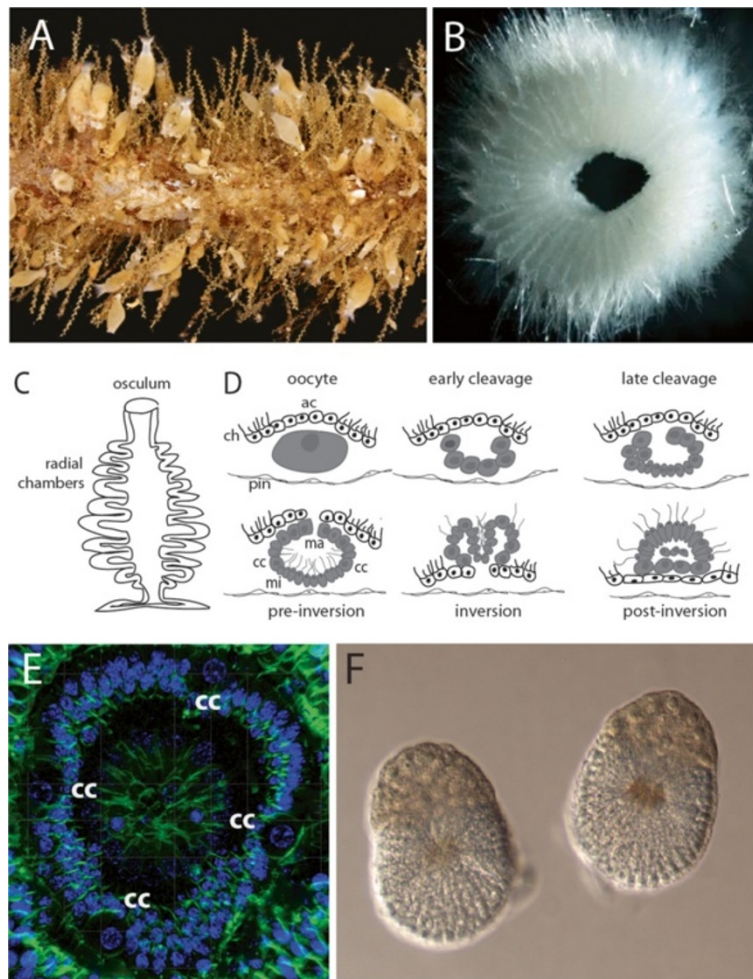 A
B
C
osculum
radial
chambers
D
oocyte
early cleavage
late cleavage
ac
ch
pin
ma
cc
cc
mi
pre-inversion
inversion
post-inversion
E
cc
cc
cc
cc
F